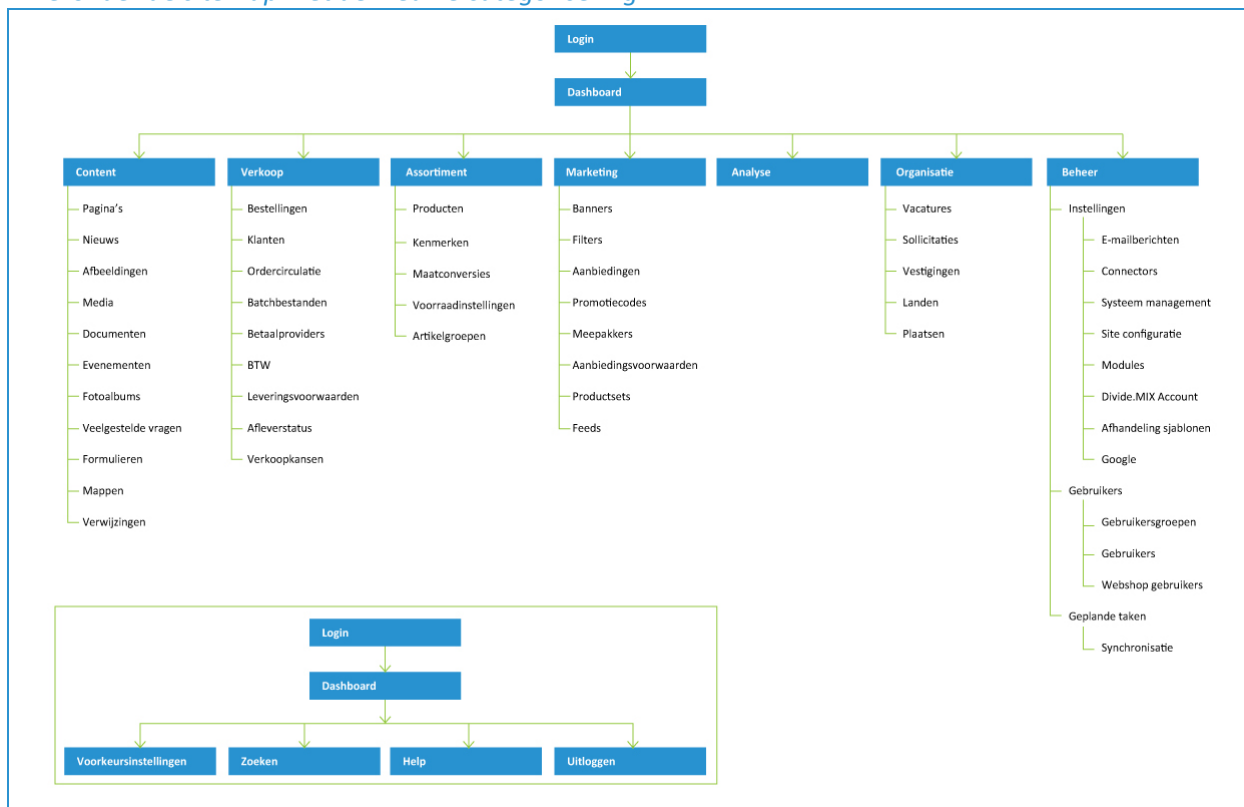 Login
Dashboard
Content
Pagina's
Nieuws
Afbeeldingen
Media
Documenten
Evenementen
Fotoalbums
Veelgestelde vragen
Formulieren
Mappen
Verwijzingen
Verkoop
Bestellingen
Klanten
Ordercirculatie
Batchbestanden
Betaalproviders
BTW
Leveringsvoorwaarden
Afleverstatus
Verkoopkansen
Assortiment
Producten
Kenmerken
Maatconversies
Voorraadinstellingen
Artikelgroepen
Marketing
Banners
Filters
Aanbiedingen
Promotiecodes
Meepakkers
Aanbiedingsvoorwaarden
Productsets
Feeds
Analyse
Organisatie
Vacatures
Sollicitaties
Vestigingen
Landen
Plaatsen
Beheer
Instellingen
E-mailberichten
Connectors
Systeem management
Site configuratie
Modules
Divide.MIX Account
Afhandeling sjablonen
Google
Gebruikers
Gebruikersgroepen
Gebruikers
Webshop gebruikers
Geplande taken
Synchronisatie
Login
Dashboard
Voorkeursinstellingen
Zoeken
Help
Uitloggen